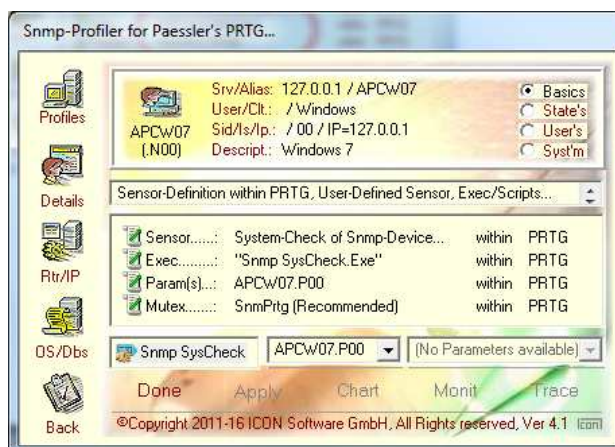 Snmp-Profiler for Paessler's PRTG...
Profiles
Details
Rtr/IP
OS/Dbs
Back
APCW07
(.N00)
Srv/Alias: 127.0.0.1 / APCW07
User/Clt.: / Windows
Sid/Is/Ip.: / 00 / IP=127.0.0.1
Descript.: Windows 7
Basics
State's
User's
Syst'm
Sensor-Definition within PRTG, User-Defined Sensor, Exec/Scripts...
Sensor.....: System-Check of Snmp-Device... within PRTG
Exec........: "Snmp SysCheck.Exe" within PRTG
Param(s)...: APCW07.P00 within PRTG
Mutex.......: SnmPrtg (Recommended) within PRTG
Snmp SysCheck APCW07.P00 (No Parameters available)
Done Apply Chart Monit Trace
©Copyright 2011-16 ICON Software GmbH, All Rights reserved, Ver 4.1 Icon